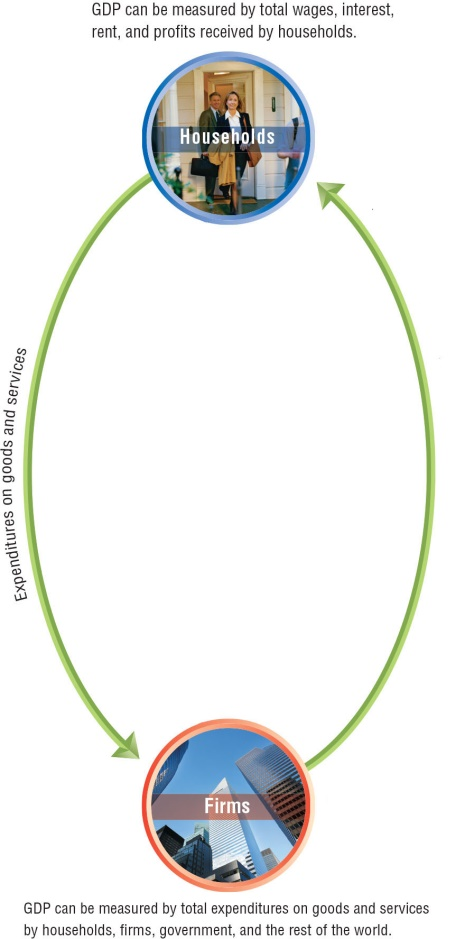 GDP can be measured by total wages, interest,
rent, and profits received by households.
Households
Expenditures on goods and services
Firms
GDP can be measured by total expenditures on goods and services
by households, firms, government, and the rest of the world.